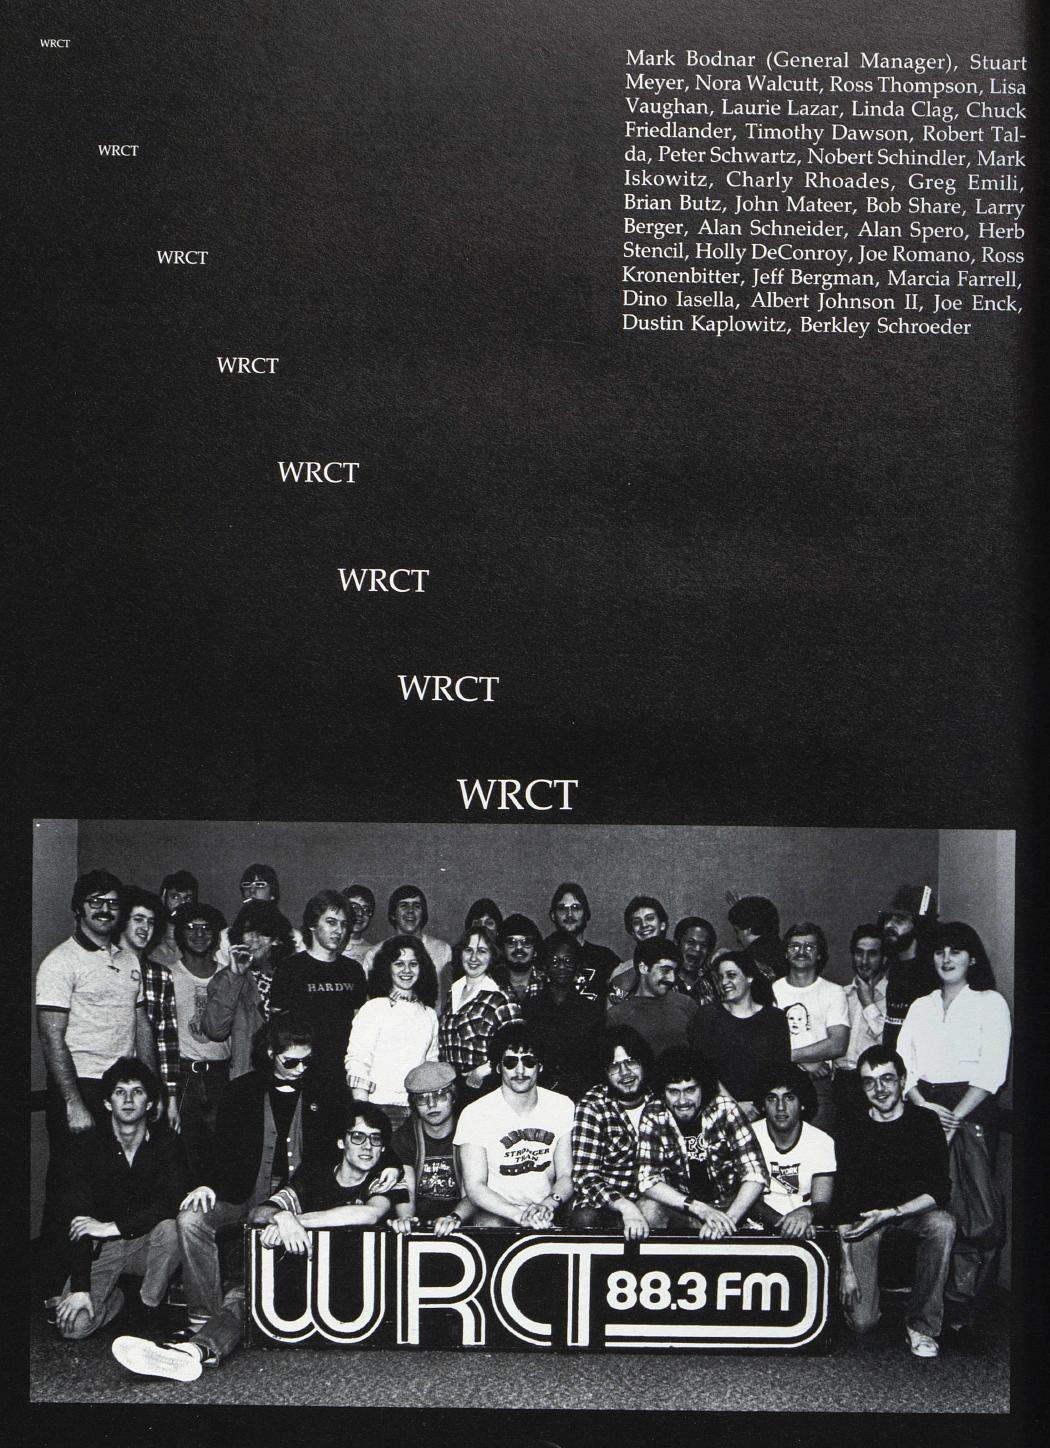 WRCT
WRCT
WRCT
WRCT
WRCT
WRCT
WRCT
WRCT
Mark Bodnar (General Manager), Stuart
Meyer, Nora Walcutt, Ross Thompson, Lisa
Vaughan, Laurie Lazar, Linda Clag, Chuck
Friedlander, Timothy Dawson, Robert Tal-
da, Peter Schwartz, Nobert Schindler, Mark
Iskowitz, Charly Rhoades, Greg Emili,
Brian Butz, John Mateer, Bob Share, Larry
Berger, Alan Schneider, Alan Spero, Herb
Stencil, Holly DeConroy, Joe Romano, Ross
Kronenbitter, Jeff Bergman, Marcia Farrell,
Dino Iasella, Albert Johnson II, Joe Enck,
Dustin Kaplowitz, Berkley Schroeder
HARDW
STRONGER
THAN
YORK
WRCT 88.3 FM